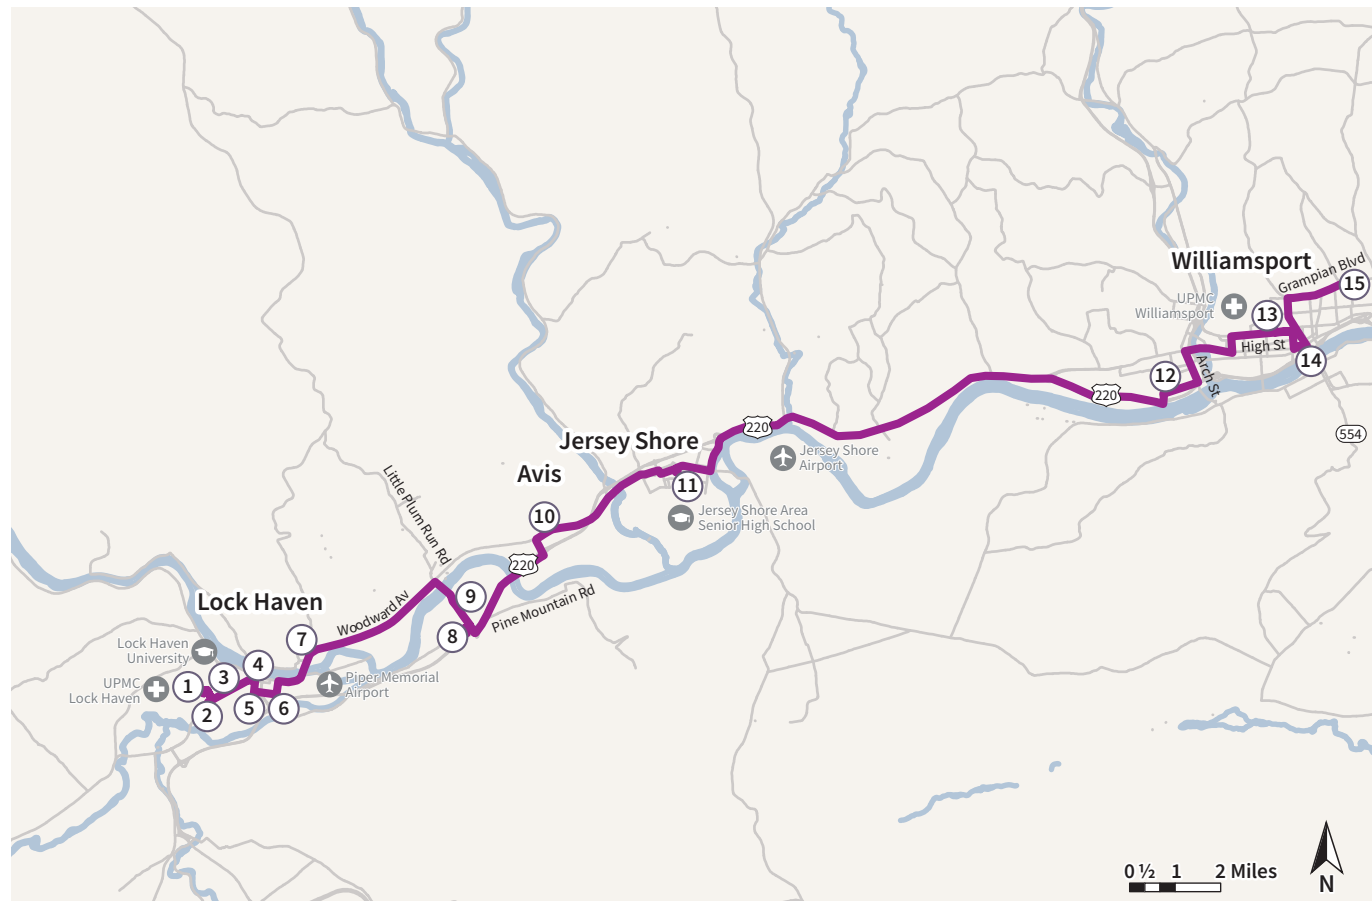 Williamsport
Grampian Blvd
15
UPMC
Williamsport
13
High St
14
12
Arch St
220
554
220
Jersey Shore
Jersey Shore
Airport
11
Avis
Jersey Shore Area
Senior High School
Little Plum Run Rd
10
220
Pine Mountain Rd
9
8
Woodward Av
Lock Haven
7
Lock Haven
University
4
3
UPMC
Lock Haven
1
2
5
6
Piper Memorial
Airport
0 ½ 1 2 Miles
N